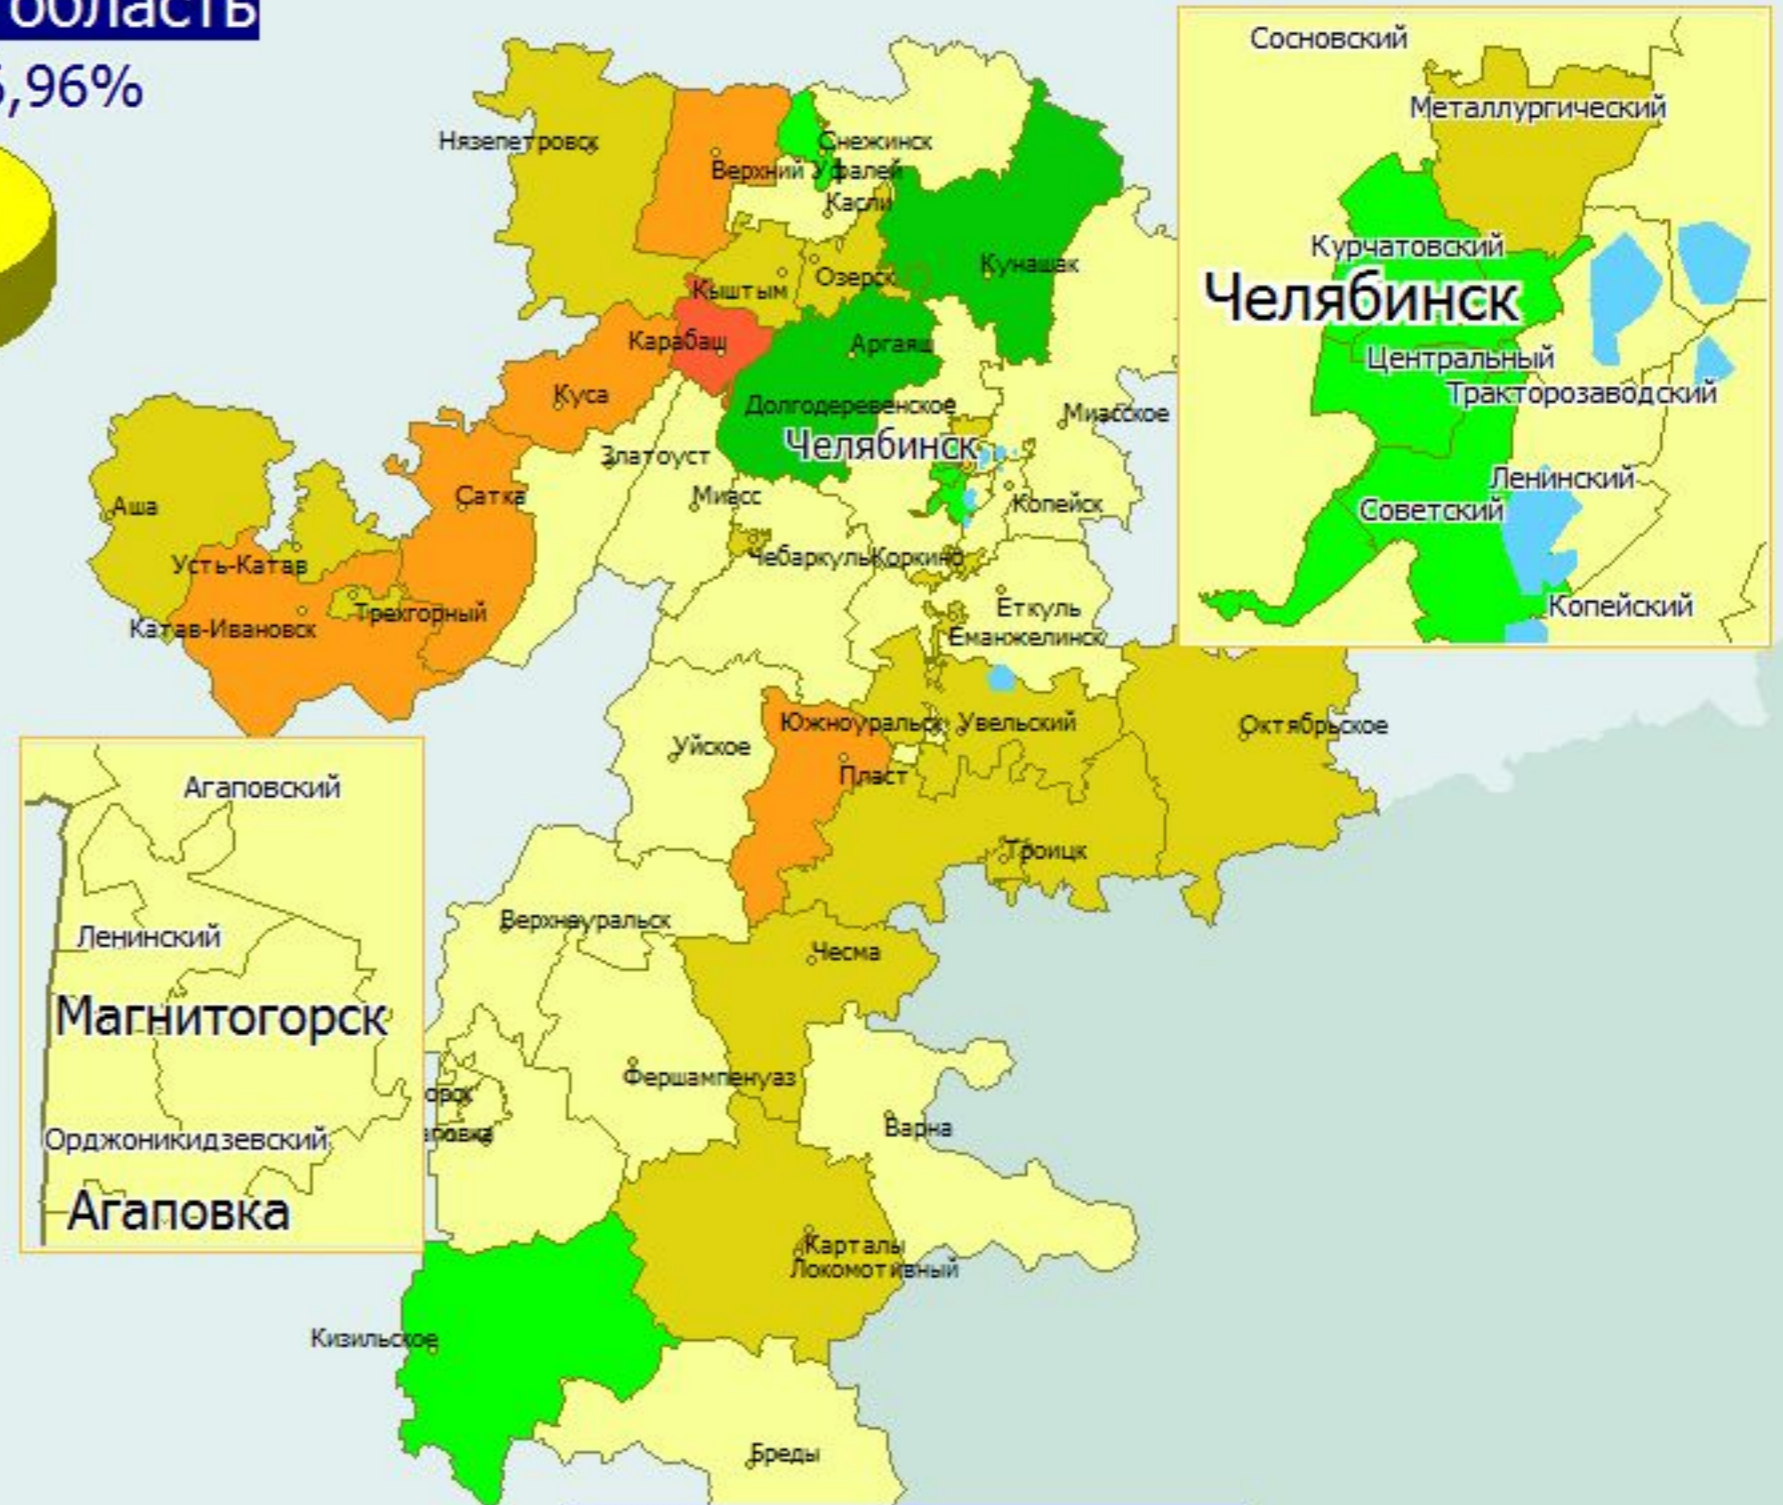 область
,96%
Сосновский
Металлургический
Курчатовский
Челябинск
Центральный
Тракторозаводский
Ленинский
Советский
Копейский
Нязепетровск
Снежинск
Верхний Уфалей
Касли
Кунашак
Озерск
Кыштым
Карабаш
Аргаяш
Куса
Долгодеревенское
Миасское
Челябинск
Златоуст
Миасс
Сатка
Копейск
Аша
Чебаркуль
Коркино
Усть-Катав
Еткуль
Трехгорный
Катав-Ивановск
Еманжелинск
Южноуральск
Увельский
Октябрьское
Уйское
Пласт
Троицк
Агаповский
Верхнеуральск
Ленинский
Чесма
Магнитогорск
Фершампенуаз
орск
аповка
Варна
Орджоникидзевский
Агаповка
Карталы
Локомотивный
Кизильское
Бреды